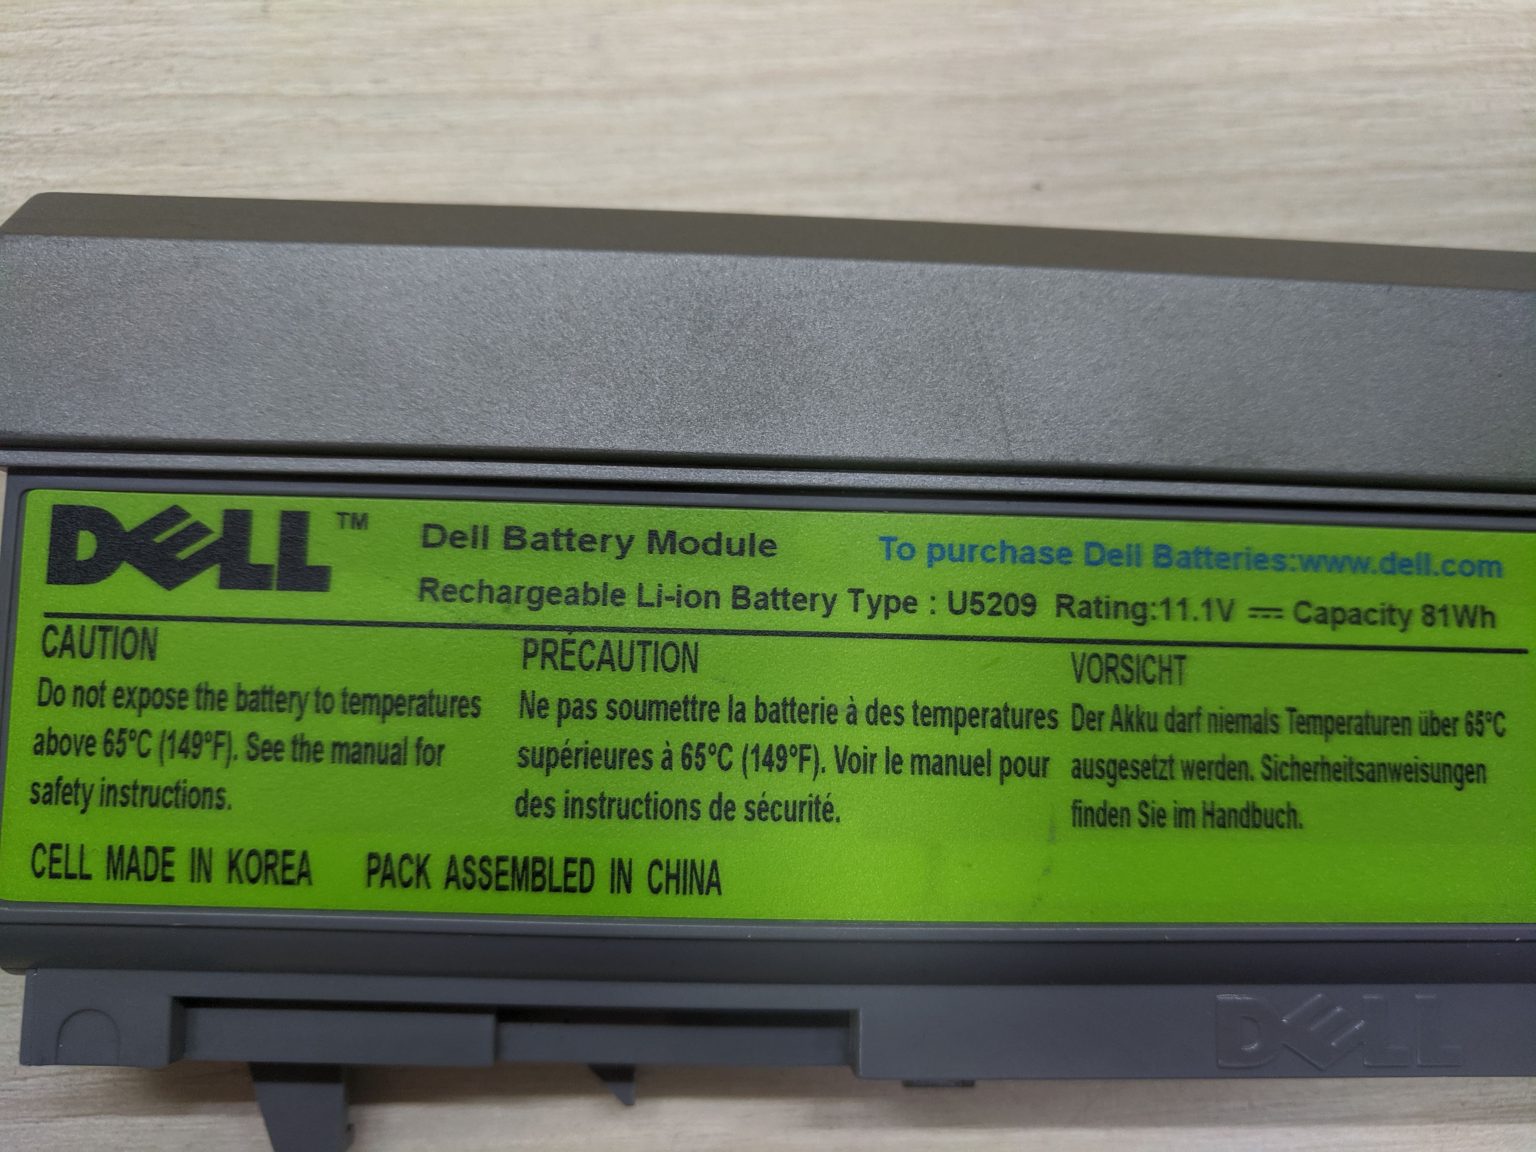 DELL™
Dell Battery Module
To purchase Dell Batteries:www.dell.com
Rechargeable Li-ion Battery Type : U5209 Rating:11.1V ⎓ Capacity 81Wh
CAUTION
Do not expose the battery to temperatures
above 65°C (149°F). See the manual for
safety instructions.
PRÉCAUTION
Ne pas soumettre la batterie à des temperatures
supérieures à 65°C (149°F). Voir le manuel pour
des instructions de sécurité.
VORSICHT
Der Akku darf niemals Temperaturen über 65°C
ausgesetzt werden. Sicherheitsanweisungen
finden Sie im Handbuch.
CELL MADE IN KOREA PACK ASSEMBLED IN CHINA
DELL